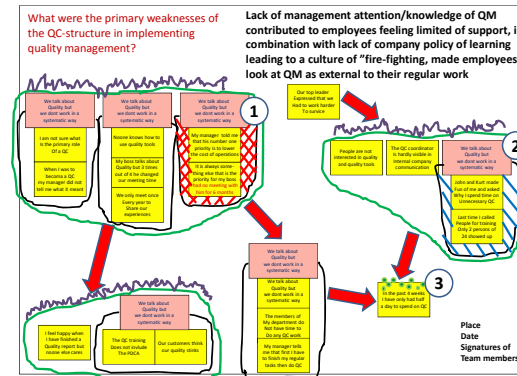 What were the primary weaknesses of
the QC-structure in implementing
quality management?
Lack of management attention/knowledge of QM
contributed to employees feeling limited of support, i
combination with lack of company policy of learning
leading to a culture of "fire-fighting, made employees
look at QM as external to their regular work
We talk about
Quality but
we dont work in a
systematic way
I am not sure what
is the primary role
Of a QC
When I was to
become a QC
my manager did not
tell me what it meant
We talk about
Quality but
we dont work in a
systematic way
Noone knows how to
use quality tools
My boss talks about
Quality but 2 times
out of 6 he changed
our meeting time
We only meet once
Every year to
Share our
experiences
We talk about
Quality but
we dont work in a
systematic way
1
My manager told me
that his number one
priority is to lower
the cost of operations
It is always some-
thing else that is the
priority for my boss
had no meeting with
him for 6 months
Our top leader
Expressed that we
Had to work harder
To service
People are not
interested in quality
and quality tools
The QC coordinator
is hardly visible in
Internal company
communication
We talk about
Quality but
we dont work in a
systematic way
2
John and Kurt made
Fun of me and asked
Why I spent time on
Unnecessary QC
Last time I called
People for training
Only 2 persons of
24 showed up
We talk about
Quality but
we dont work in a
systematic way
I feel happy when
I have finished a
Quality report but
noone else cares
The QC training
Does not invlude
The PDCA
Our customers think
our quality stinks
We talk about
Quality but
we dont work in a
systematic way
We talk about
Quality but
we dont work in a
systematic way
The members of
My department do
Not have time to
Do any QC work
My manager tells
me that first I have
to finish my regular
tasks then do QC
3
In the past 4 weeks
I have only had half
a day to spend on QC
Place
Date
Signatures of
Team members